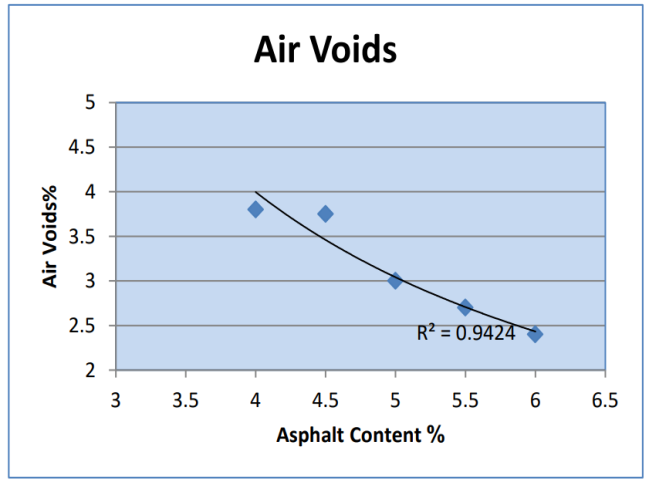 Air Voids
5
4.5
4
3.5
3
2.5
2
Air Voids%
R² = 0.9424
3 3.5 4 4.5 5 5.5 6 6.5
Asphalt Content %